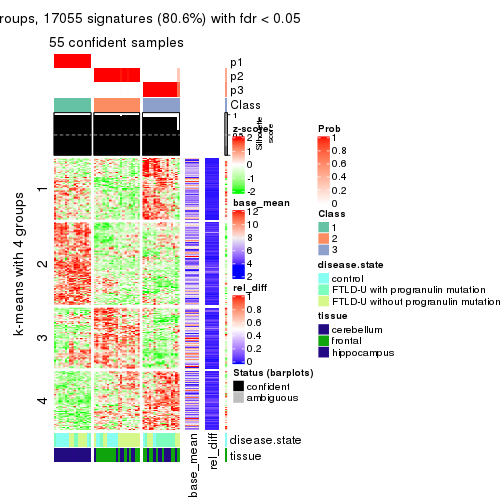 roups, 17055 signatures (80.6%) with fdr < 0.05
55 confident samples
p1
p2
p3
Class
1
Silhouette
score
k-means with 4 groups
1
2
3
4
z-score
2
1
0
-1
-2
base_mean
12
10
8
6
4
2
rel_diff
1
0.8
0.6
0.4
0.2
0
Status (barplots)
confident
ambiguous
Prob
1
0.8
0.6
0.4
0.2
0
Class
1
2
3
disease.state
control
FTLD-U with progranulin mutation
FTLD-U without progranulin mutation
tissue
cerebellum
frontal
hippocampus
disease.state
tissue
base_mean
rel_diff